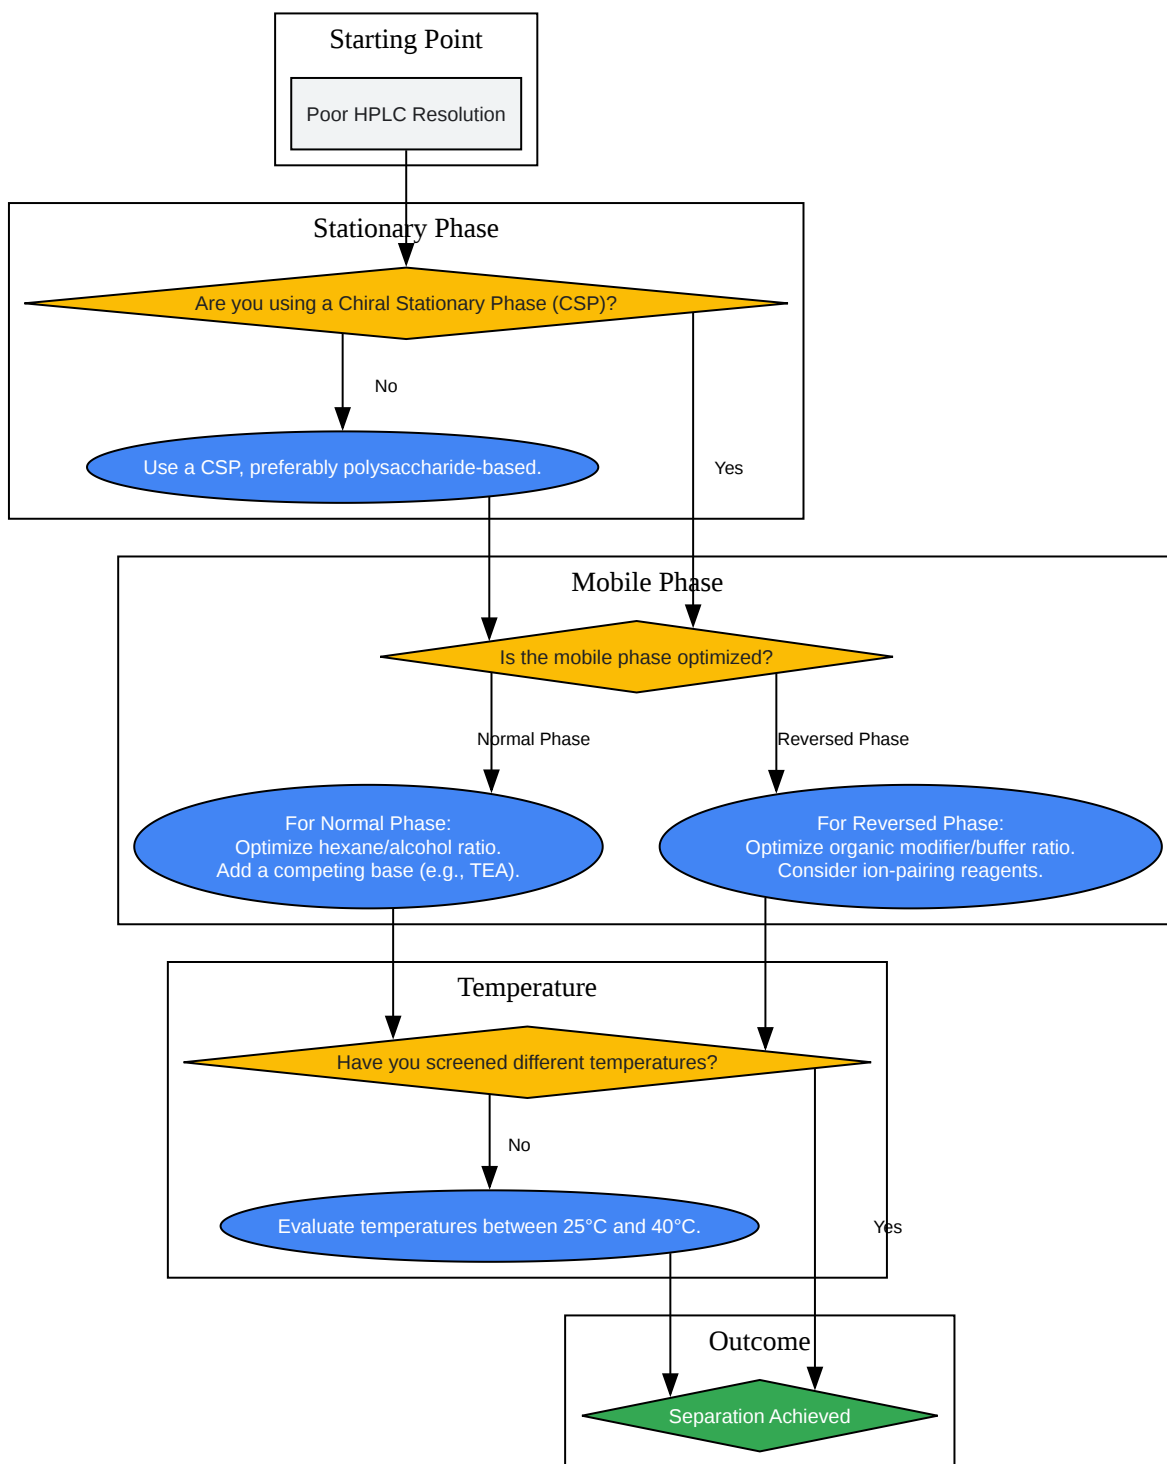 Starting Point
Poor HPLC Resolution
Stationary Phase
Are you using a Chiral Stationary Phase (CSP)?
No
Use a CSP, preferably polysaccharide-based.
Yes
Mobile Phase
Is the mobile phase optimized?
Normal Phase
Reversed Phase
For Normal Phase:
Optimize hexane/alcohol ratio.
Add a competing base (e.g., TEA).
For Reversed Phase:
Optimize organic modifier/buffer ratio.
Consider ion-pairing reagents.
Temperature
Have you screened different temperatures?
No
Evaluate temperatures between 25°C and 40°C.
Yes
Outcome
Separation Achieved